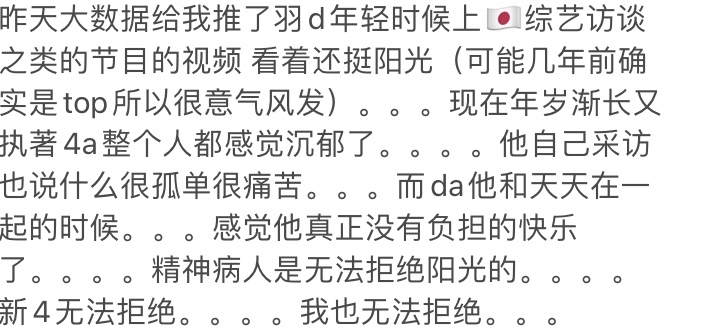 昨天大数据给我推了羽d年轻时候上🇯🇵综艺访谈
之类的节目的视频 看着还挺阳光（可能几年前确
实是top所以很意气风发）。。。现在年岁渐长又
执著4a整个人都感觉沉郁了。。。。他自己采访
也说什么很孤单很痛苦。。。而da他和天天在一
起的时候。。。感觉他真正没有负担的快乐
了。。。。精神病人是无法拒绝阳光的。。。。
新4无法拒绝。。。。我也无法拒绝。。。